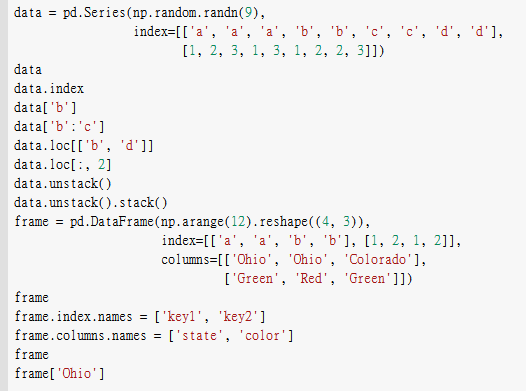 data = pd.Series(np.random.randn(9),
index=[['a', 'a', 'a', 'b', 'b', 'c', 'c', 'd', 'd'],
[1, 2, 3, 1, 3, 1, 2, 2, 3]])
data
data.index
data['b']
data['b':'c']
data.loc[['b', 'd']]
data.loc[:, 2]
data.unstack()
data.unstack().stack()
frame = pd.DataFrame(np.arange(12).reshape((4, 3)),
index=[['a', 'a', 'b', 'b'], [1, 2, 1, 2]],
columns=[['Ohio', 'Ohio', 'Colorado'],
['Green', 'Red', 'Green']])
frame
frame.index.names = ['key1', 'key2']
frame.columns.names = ['state', 'color']
frame
frame['Ohio']